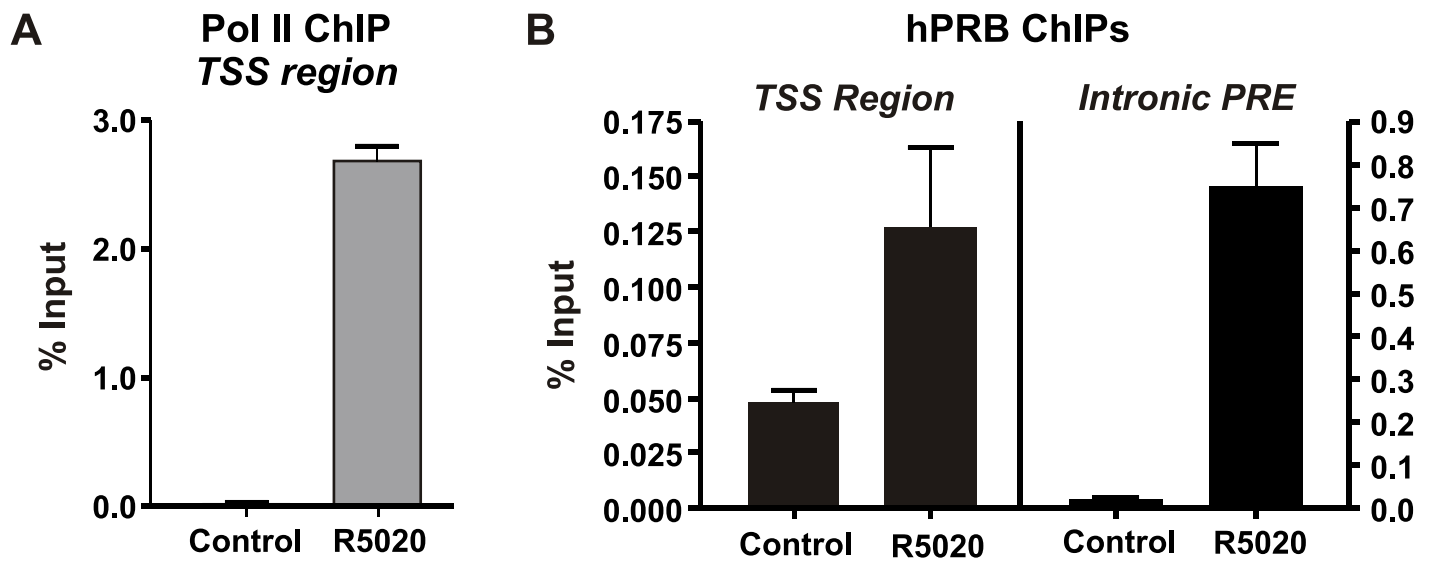 A
Pol II ChIP
TSS region
% Input
3.0
2.0
1.0
0.0
Control
R5020
B
hPRB ChIPs
TSS Region
Intronic PRE
% Input
0.175
0.150
0.125
0.100
0.075
0.050
0.025
0.000
0.9
0.8
0.7
0.6
0.5
0.4
0.3
0.2
0.1
0.0
Control
R5020
Control
R5020